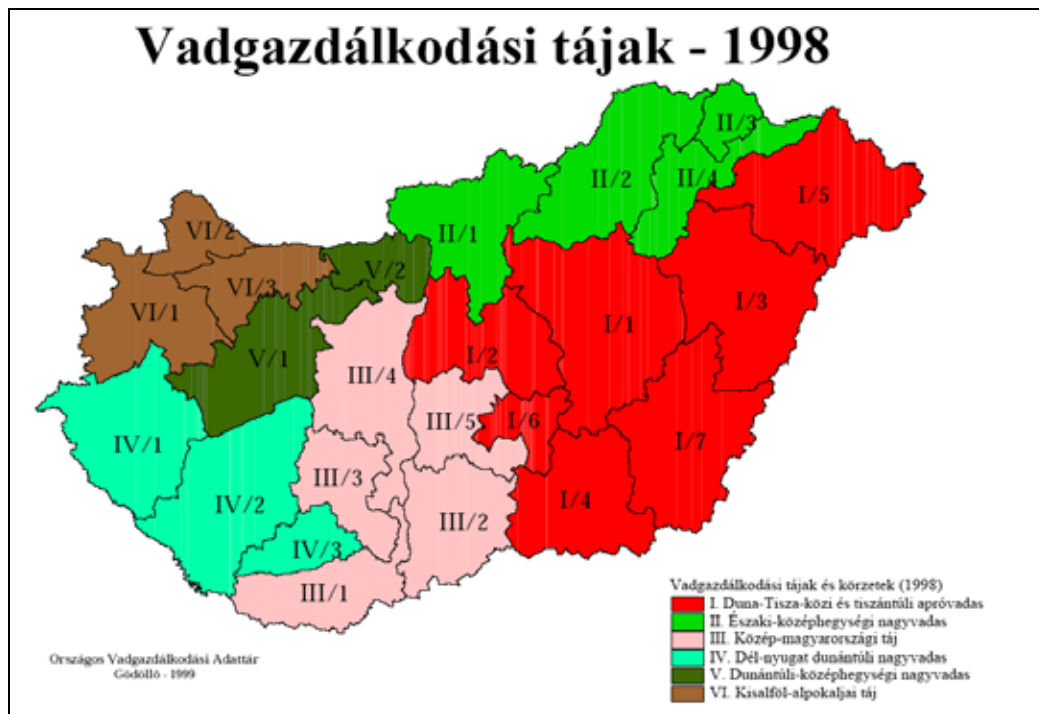 Vadgazdálkodási tájak - 1998
II/3
II/2
II/4
I/5
II/1
VI/2
V/2
VI/3
I/3
VI/1
I/1
V/1
I/2
III/4
III/5
I/6
IV/1
I/7
III/3
IV/2
I/4
III/2
IV/3
III/1
Vadgazdálkodási tájak és körzetek (1998)
I. Duna-Tisza-közi és tiszántúli apróvadas
II. Északi-középhegységi nagyvadas
III. Közép-magyarországi táj
IV. Dél-nyugat dunántúli nagyvadas
V. Dunántúli-középhegységi nagyvadas
VI. Kisalföl-alpokaljai táj
Országos Vadgazdálkodási Adattár
Gödöllő - 1999